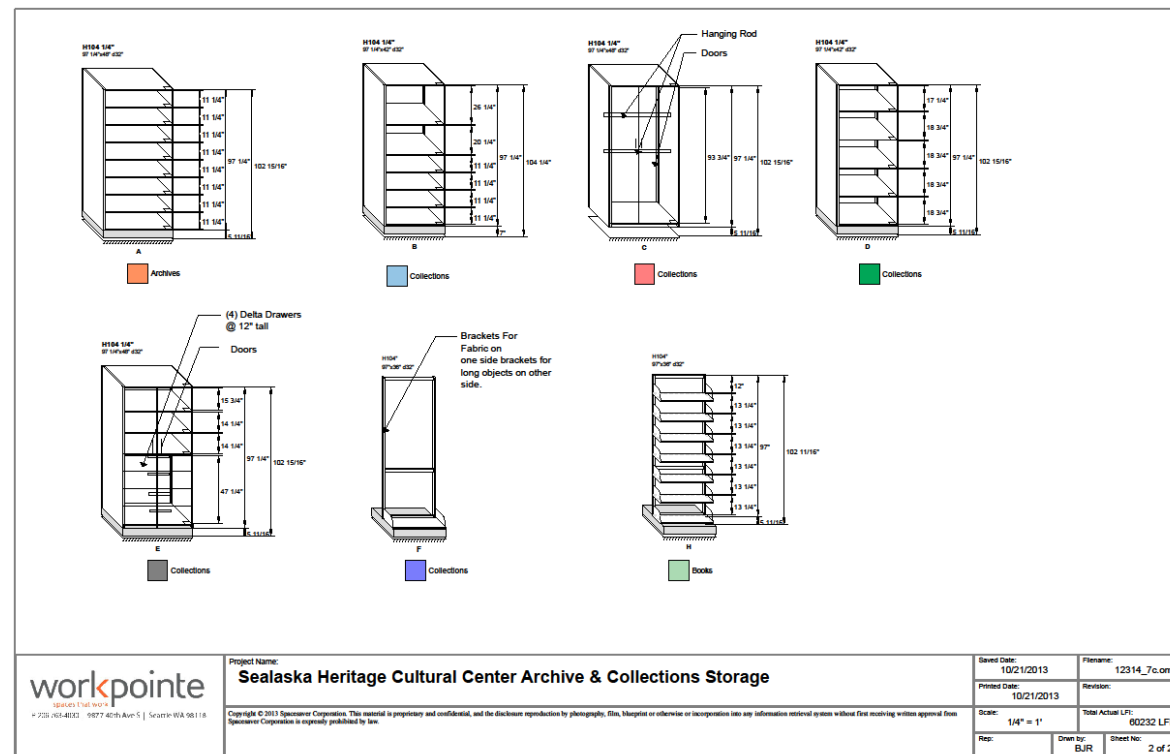 H104 1/4"
97 1/4"x48" d32"
11 1/4"
11 1/4"
11 1/4"
11 1/4"
11 1/4"
11 1/4"
11 1/4"
11 1/4"
97 1/4"
102 15/16"
5 11/16"
A
Archives
H104 1/4"
97 1/4"x42" d32"
26 1/4"
20 1/4"
11 1/4"
11 1/4"
11 1/4"
11 1/4"
97 1/4"
104 1/4"
7"
B
Collections
H104 1/4"
97 1/4"x48" d32"
Hanging Rod
Doors
93 3/4"
97 1/4"
102 15/16"
5 11/16"
C
Collections
H104 1/4"
97 1/4"x42" d32"
17 1/4"
18 3/4"
18 3/4"
18 3/4"
18 3/4"
97 1/4"
102 15/16"
5 11/16"
D
Collections
H104 1/4"
97 1/4"x48" d32"
(4) Delta Drawers
@ 12" tall
Doors
15 3/4"
14 1/4"
14 1/4"
47 1/4"
97 1/4"
102 15/16"
5 11/16"
E
Collections
H104"
97"x36" d32"
Brackets For
Fabric on
one side brackets for
long objects on other
side.
F
Collections
H104"
97"x36" d32"
12"
13 1/4"
13 1/4"
13 1/4"
13 1/4"
13 1/4"
13 1/4"
97"
102 11/16"
5 11/16"
H
Books
workpointe
spaces that work
9877 40th Ave S | Seattle WA 98118
Project Name:
Sealaska Heritage Cultural Center Archive & Collections Storage
Copyright © 2013 Spacesaver Corporation. This material is proprietary and confidential, and the disclosure reproduction by photography, film, blueprint or otherwise or incorporation into any information retrieval system without first receiving written approval from
Spacesaver Corporation is expressly prohibited by law.
Saved Date:
10/21/2013
Filename:
12314_7c.om
Printed Date:
10/21/2013
Revision:
Scale:
1/4" = 1'
Total Actual LFI:
60232 LF
Rep:
Drwn by:
BJR
Sheet No:
2 of 2